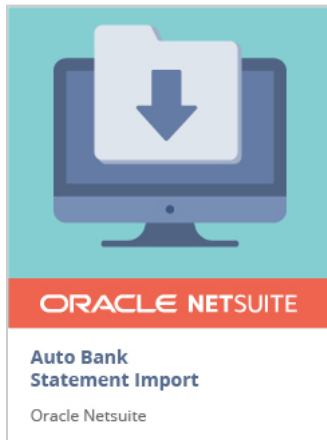 ORACLE NETSUITE
Auto Bank
Statement Import
Oracle Netsuite